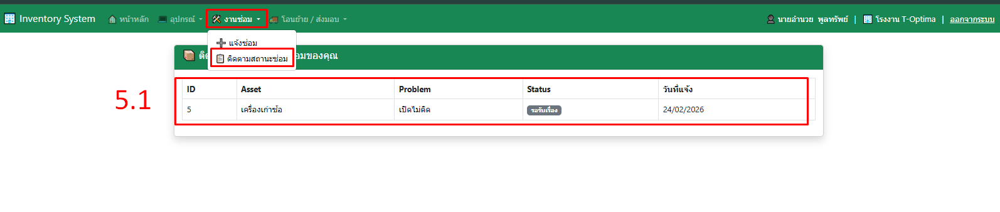 Inventory System หน้าหลัก อุปกรณ์ งานซ่อม โอนย้าย / ส่งมอบ นายอำนวย พูลทรัพย์ | โรงงาน T-Optima | ออกจากระบบ
แจ้งซ่อม
ติดตามสถานะซ่อม
ของคุณ
5.1
ID Asset Problem Status วันที่แจ้ง
5 เครื่องเก่าซ้อ เปิดไม่ติด รอรับเรื่อง 24/02/2026